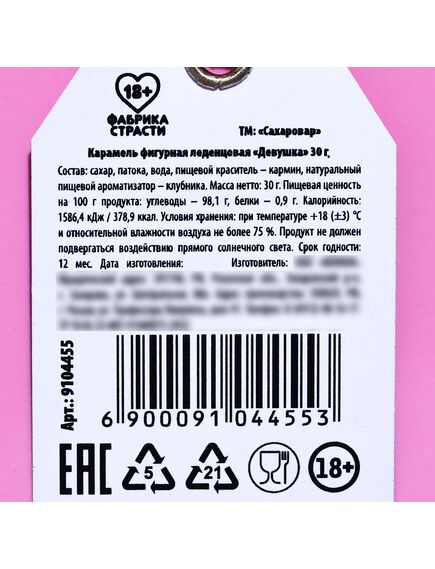 18+
ФАБРИКА
СТРАСТИ
ТМ: «Сахаровар»
Карамель фигурная леденцовая «Девушка» 30 г.
Состав: сахар, патока, вода, пищевой краситель – кармин, натуральный
пищевой ароматизатор – клубника. Масса нетто: 30 г. Пищевая ценность
на 100 г продукта: углеводы – 98,1 г, белки – 0,9 г. Калорийность:
1586,4 кДж / 378,9 ккал. Условия хранения: при температуре +18 (±3) °С
и относительной влажности воздуха не более 75 %. Продукт не должен
подвергаться воздействию прямого солнечного света. Срок годности:
12 мес. Дата изготовления: Изготовитель:
Арт.: 9104455
6 900091 044553
EAC 5 21 18+